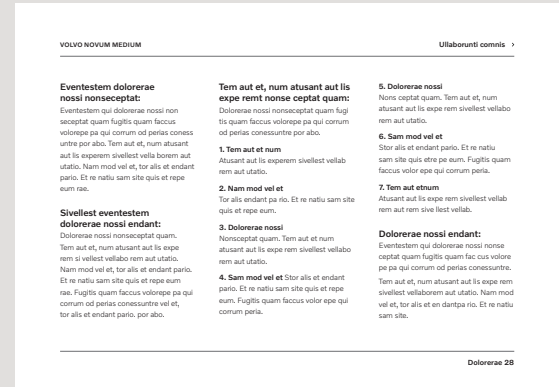 VOLVO NOVUM MEDIUM
Ullaborunti comnis ›
Eventestem dolorerae
nossi nonseceptat:
Eventestem qui dolorerae nossi non
seceptat quam fugitis quam faccus
volorepe pa qui corrum od perias coness
untre por abo. Tem aut et, num atusant
aut lis experem sivellest vella borem aut
utatio. Nam mod vel et, tor alis et endant
pario. Et re natiu sam site quis et repe
eum rae.
Sivellest eventestem
dolorerae nossi endant:
Dolorerae nossi nonseceptat quam.
Tem aut et, num atusant aut lis expe
rem si vellest vellabo rem aut utatio.
Nam mod vel et, tor alis et endant pario.
Et re natiu sam site quis et repe eum
rae. Fugitis quam faccus volorepe pa qui
corrum od perias conessuntre vel et,
tor alis et endant pario. por abo.
Tem aut et, num atusant aut lis
expe remt nonse ceptat quam:
Dolorerae nossi nonseceptat quam fugi
tis quam faccus volorepe pa qui corrum
od perias conessuntre por abo.
1. Tem aut et num
Atusant aut lis experem sivellest vellab
rem aut utatio.
2. Nam mod vel et
Tor alis endant pa rio. Et re natiu sam site
quis et repe eum.
3. Dolorerae nossi
Nonseceptat quam. Tem aut et, num
atusant aut lis experem sivellest vellabo
rem aut utatio.
4. Sam mod vel et Stor alis et endant
pario. Et re natiu sam site quis et repe
eum. Fugitis quam faccus volor epe qui
corrum peria.
5. Dolorae nossi
Nons ceptat quam. Tem aut et, num
atusant aut lis expe rem sivellest vellabo
rem aut utatio.
6. Sam mod vel et
Stor alis et endant pario. Et re natiu
sam site quis etre pe eum. Fugitis quam
faccus volor epe qui corrum peria.
7. Tem aut etnum
Atusant aut lis expe rem sivellest vellab
rem aut rem sive llest vellab.
Dolorerae nossi endant:
Eventestem qui dolorerae nossi nonse
ceptat quam fugitis quam fac cus volore
pe pa qui corrum od perias conessuntre.
Tem aut et, num atusant aut lis expe rem
sivellest vellaborem aut utatio. Nam mod
vel et, tor alis et en dantpa rio. Et re natiu
sam site.
Dolorerae 28